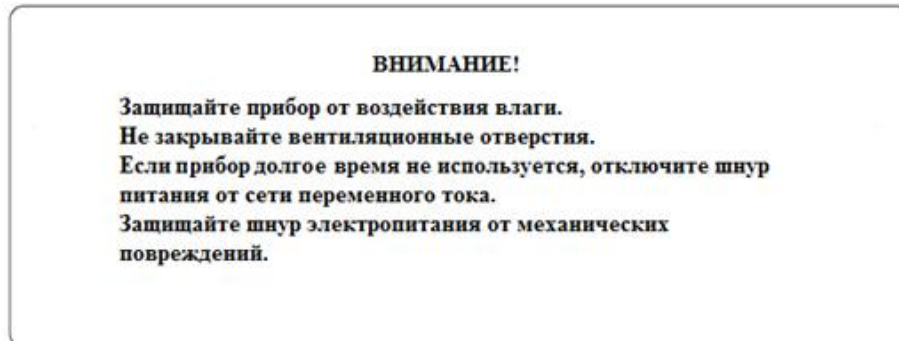 ВНИМАНИЕ!
Защищайте прибор от воздействия влаги.
Не закрывайте вентиляционные отверстия.
Если прибор долгое время не используется, отключите шнур
питания от сети переменного тока.
Защищайте шнур электропитания от механических
повреждений.